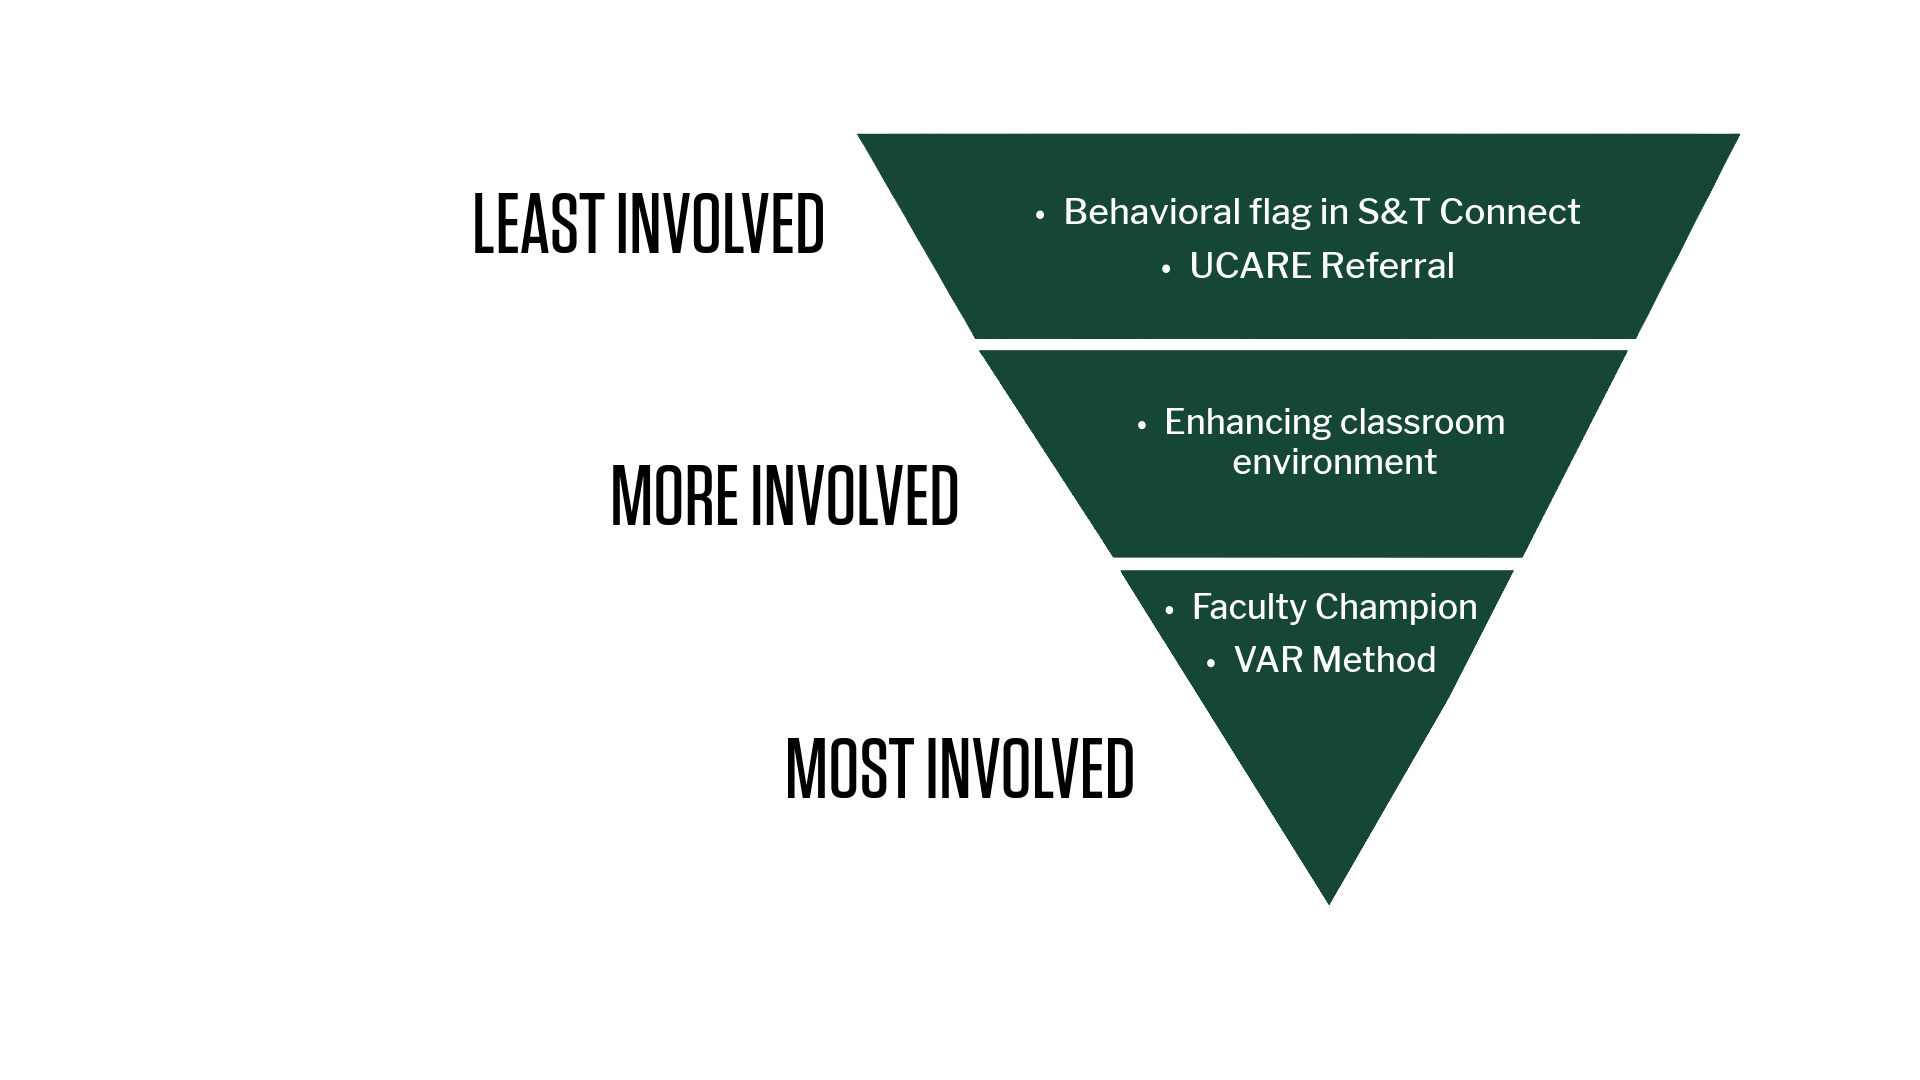 LEAST INVOLVED
• Behavioral flag in S&T Connect
• UCARE Referral
MORE INVOLVED
• Enhancing classroom
environment
• Faculty Champion
• VAR Method
MOST INVOLVED